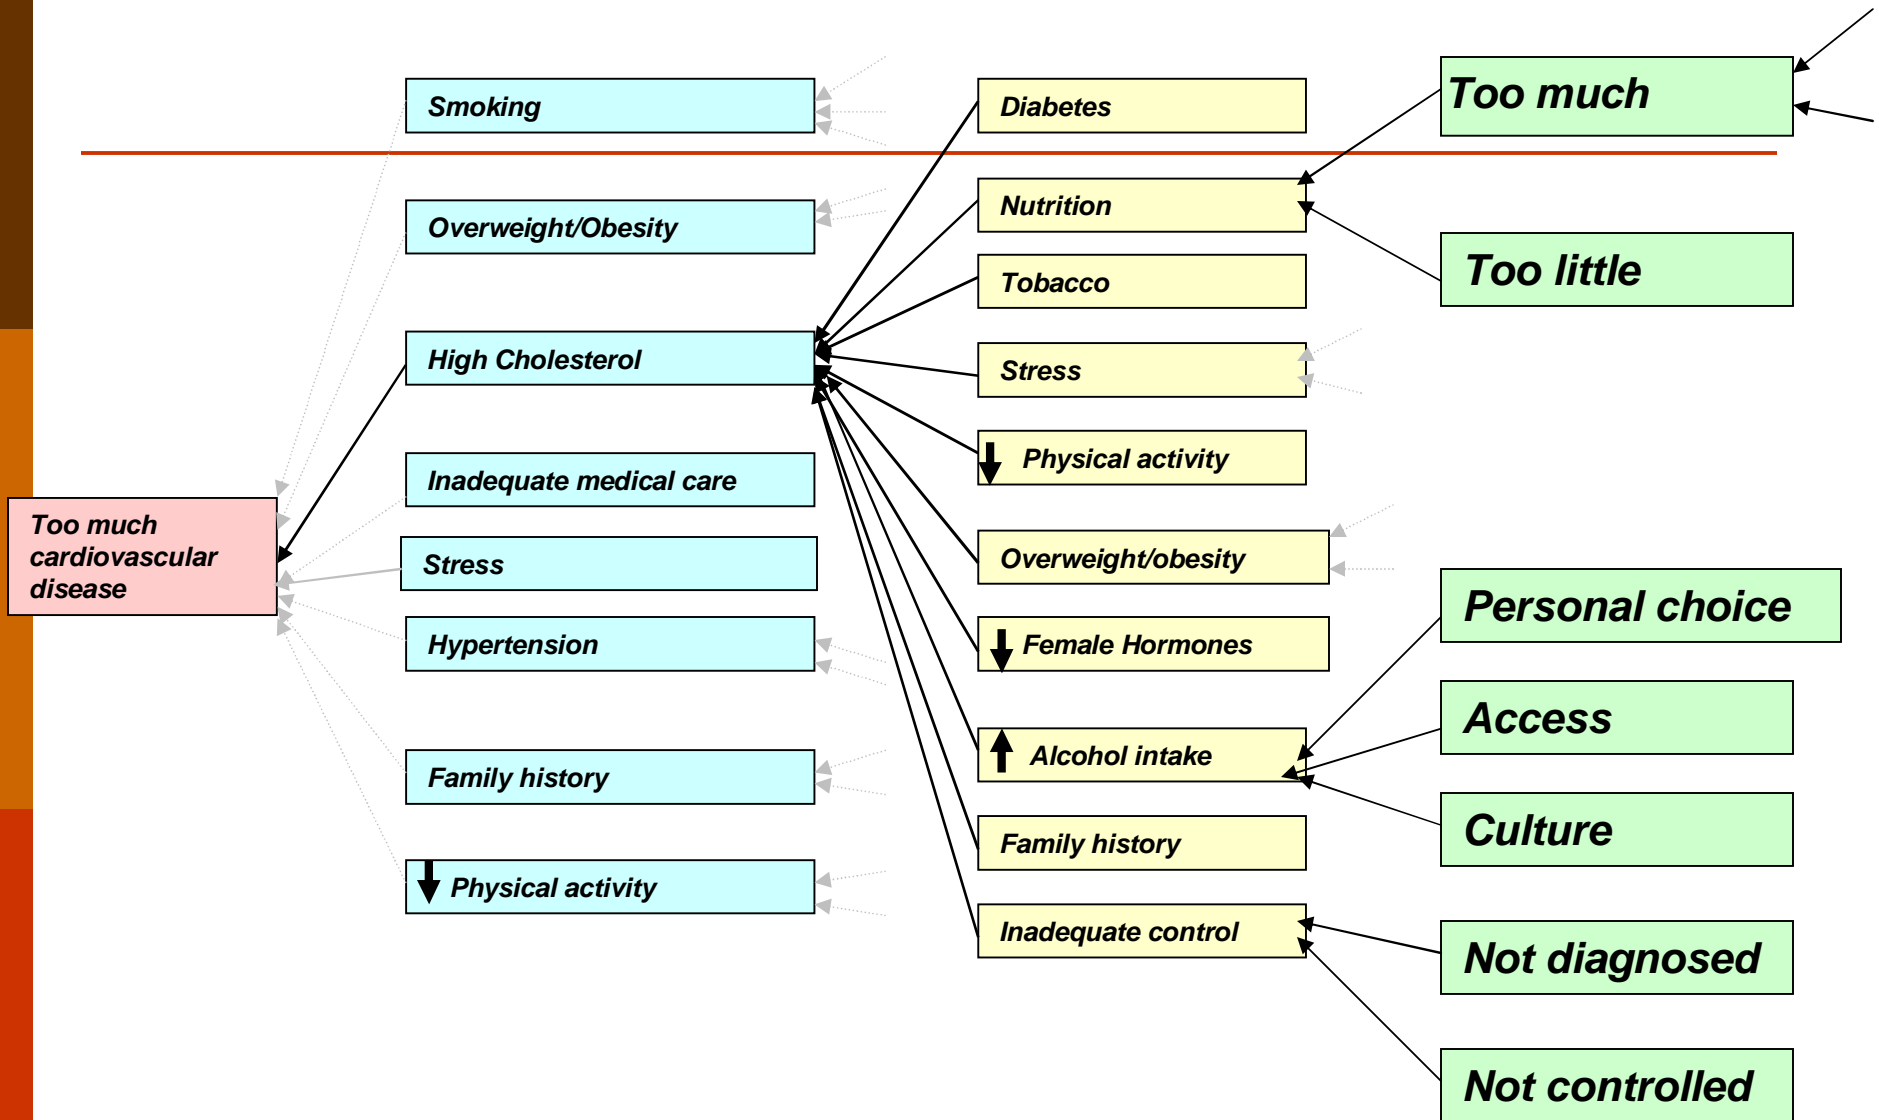 Too much
cardiovascular
disease
Smoking
Overweight/Obesity
High Cholesterol
Inadequate medical care
Stress
Hypertension
Family history
Physical activity
Diabetes
Nutrition
Tobacco
Stress
Physical activity
Overweight/obesity
Female Hormones
Alcohol intake
Family history
Inadequate control
Too much
Too little
Personal choice
Access
Culture
Not diagnosed
Not controlled